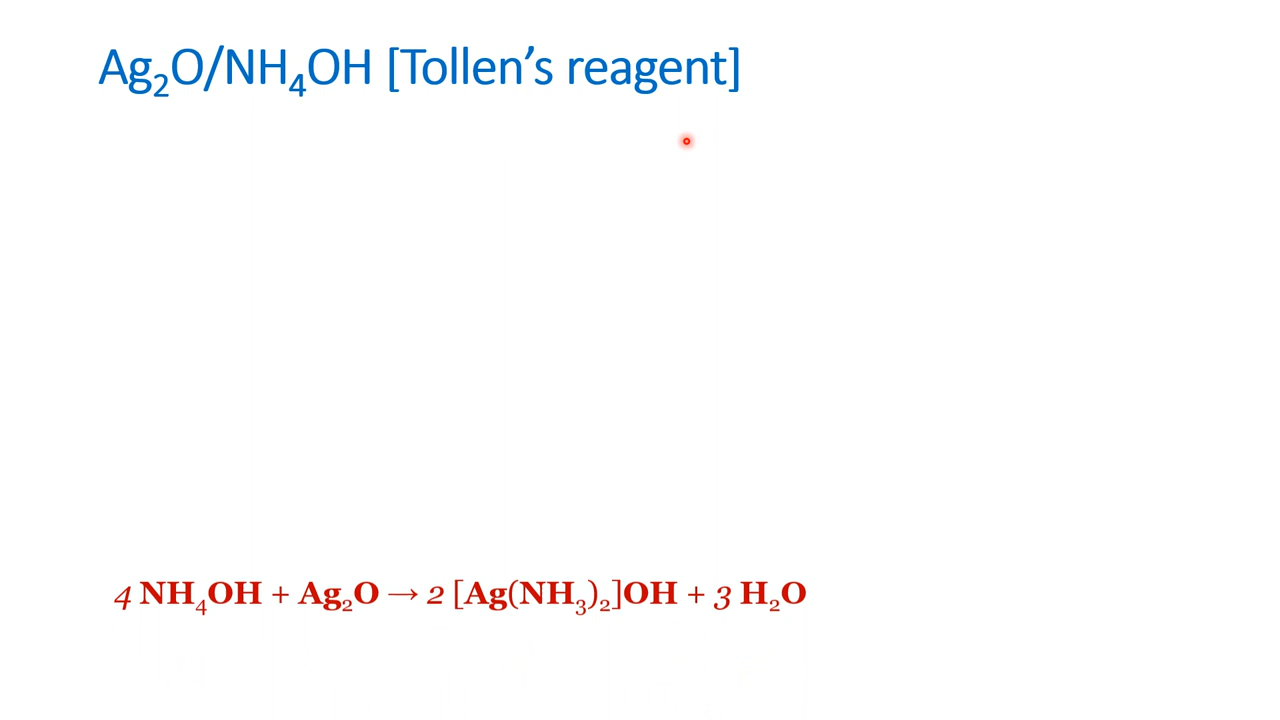 Ag₂O/NH₄OH [Tollen’s reagent]
4 NH₄OH + Ag₂O → 2 [Ag(NH₃)₂]OH + 3 H₂O